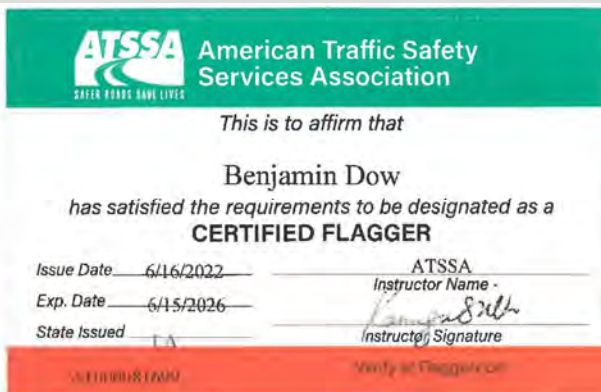 ATSSA
SAFER ROADS SAVE LIVES
American Traffic Safety
Services Association
This is to affirm that
Benjamin Dow
has satisfied the requirements to be designated as a
CERTIFIED FLAGGER
Issue Date 6/16/2022
ATSSA
Instructor Name -
Exp. Date 6/15/2026
State Issued
Instructor Signature
Verify at